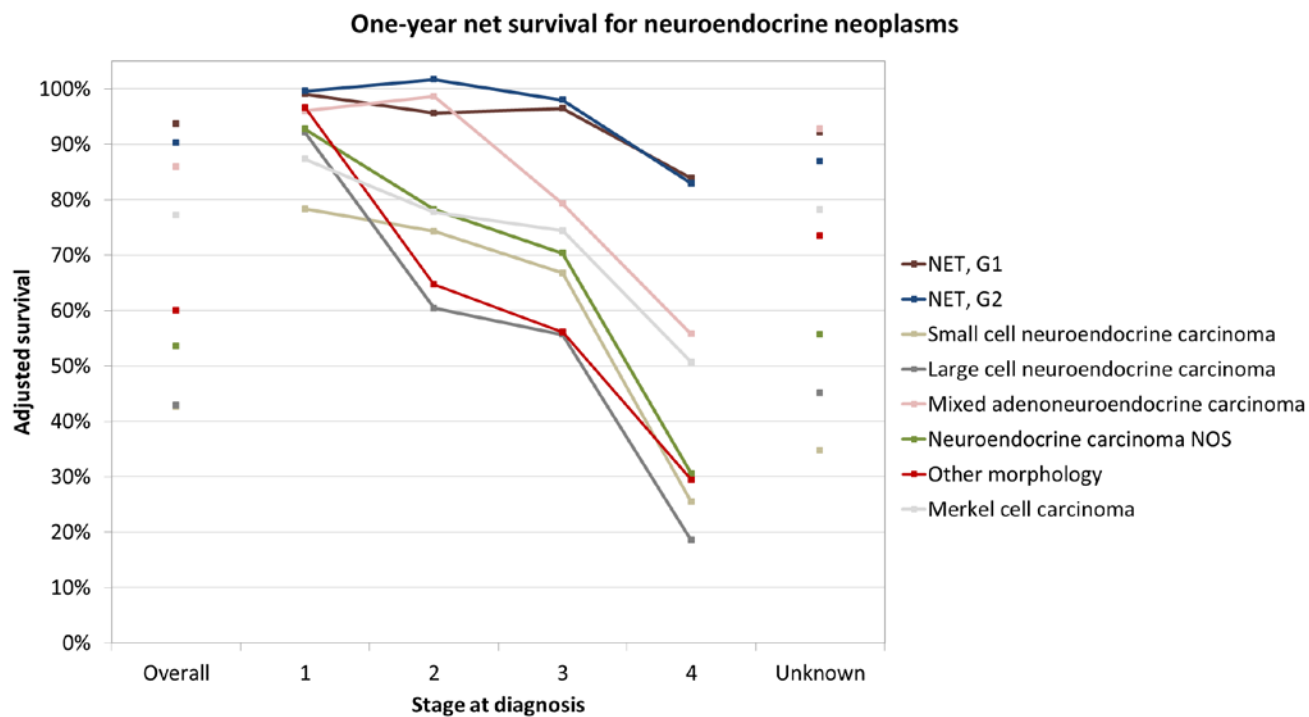 One-year net survival for neuroendocrine neoplasms
100%
90%
80%
70%
60%
50%
40%
30%
20%
10%
0%
Adjusted survival
Overall
1
2
3
4
Unknown
Stage at diagnosis
NET, G1
NET, G2
Small cell neuroendocrine carcinoma
Large cell neuroendocrine carcinoma
Mixed adenoneuroendocrine carcinoma
Neuroendocrine carcinoma NOS
Other morphology
Merkel cell carcinoma